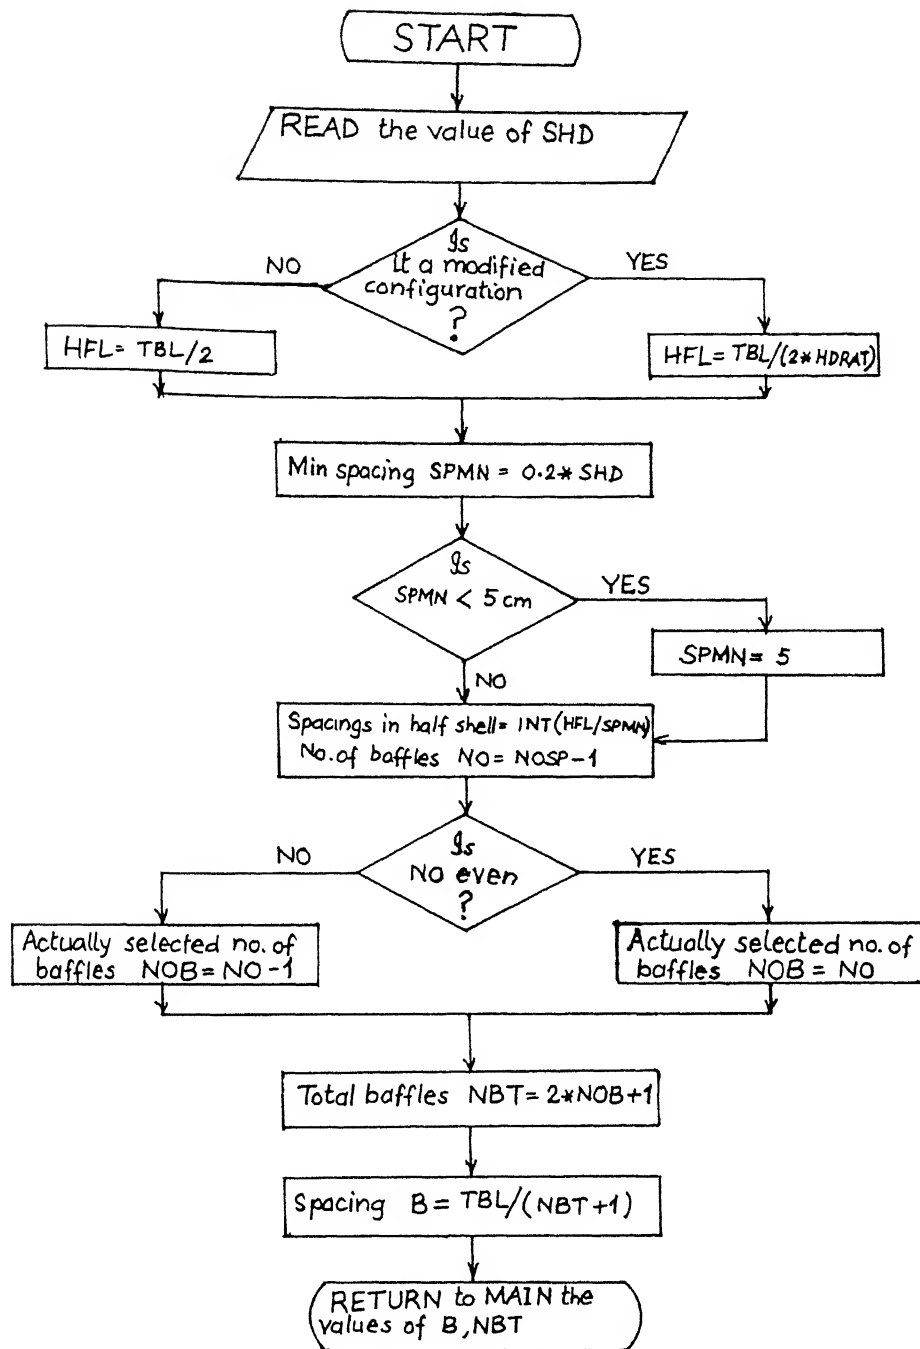 START
READ the value of SHD
Is
it a modified
configuration
?
NO
YES
HFL = TBL/2
HFL = TBL/(2* HDRAT)
Min spacing SPMN = 0.2* SHD
Is
SPMN < 5 cm
YES
SPMN = 5
NO
Spacings in half shell = INT(HFL/SPMN)
No. of baffles NO = NOSP-1
Is
NO even
?
NO
YES
Actually selected no. of
baffles NOB = NO-1
Actually selected no. of
baffles NOB = NO
Total baffles NBT = 2*NOB+1
Spacing B = TBL/(NBT+1)
RETURN to MAIN the
values of B, NBT